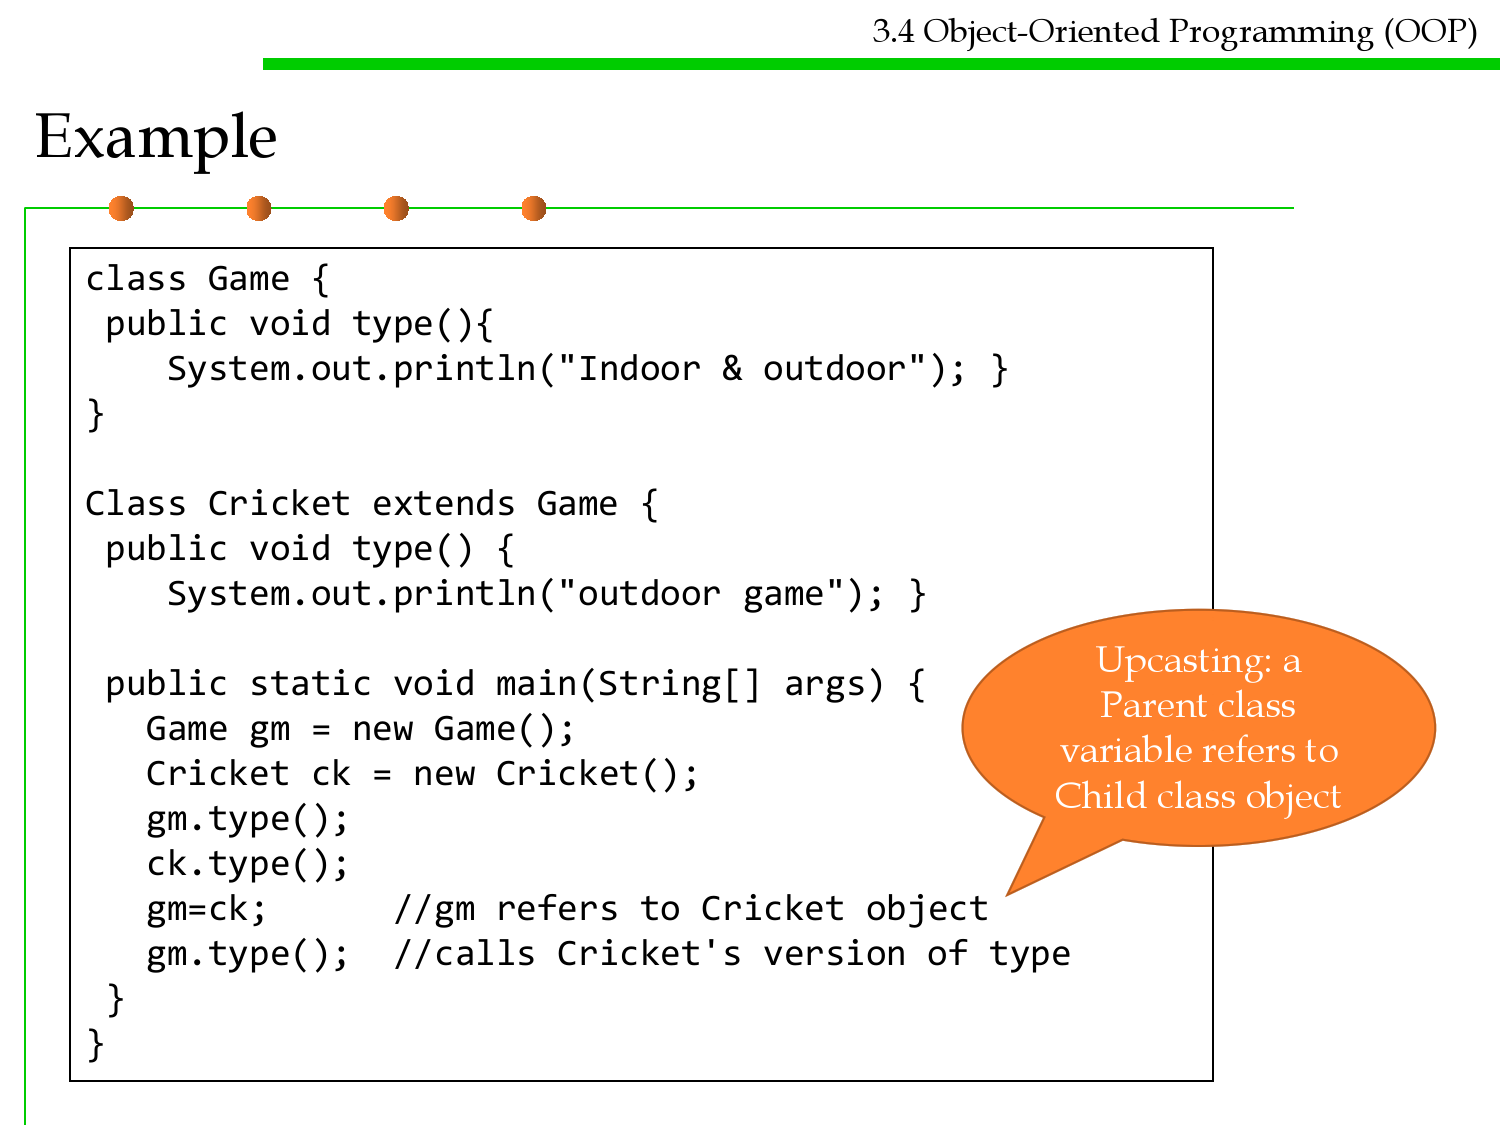 3.4 Object-Oriented Programming (OOP)
Example
class Game {
 public void type(){
    System.out.println("Indoor & outdoor"); }
}
Class Cricket extends Game {
 public void type() {
    System.out.println("outdoor game"); }
 public static void main(String[] args) {
   Game gm = new Game();
   Cricket ck = new Cricket();
   gm.type();
   ck.type();
   gm=ck;      //gm refers to Cricket object
   gm.type();  //calls Cricket's version of type
 }
}
Upcasting: a
Parent class
variable refers to
Child class object